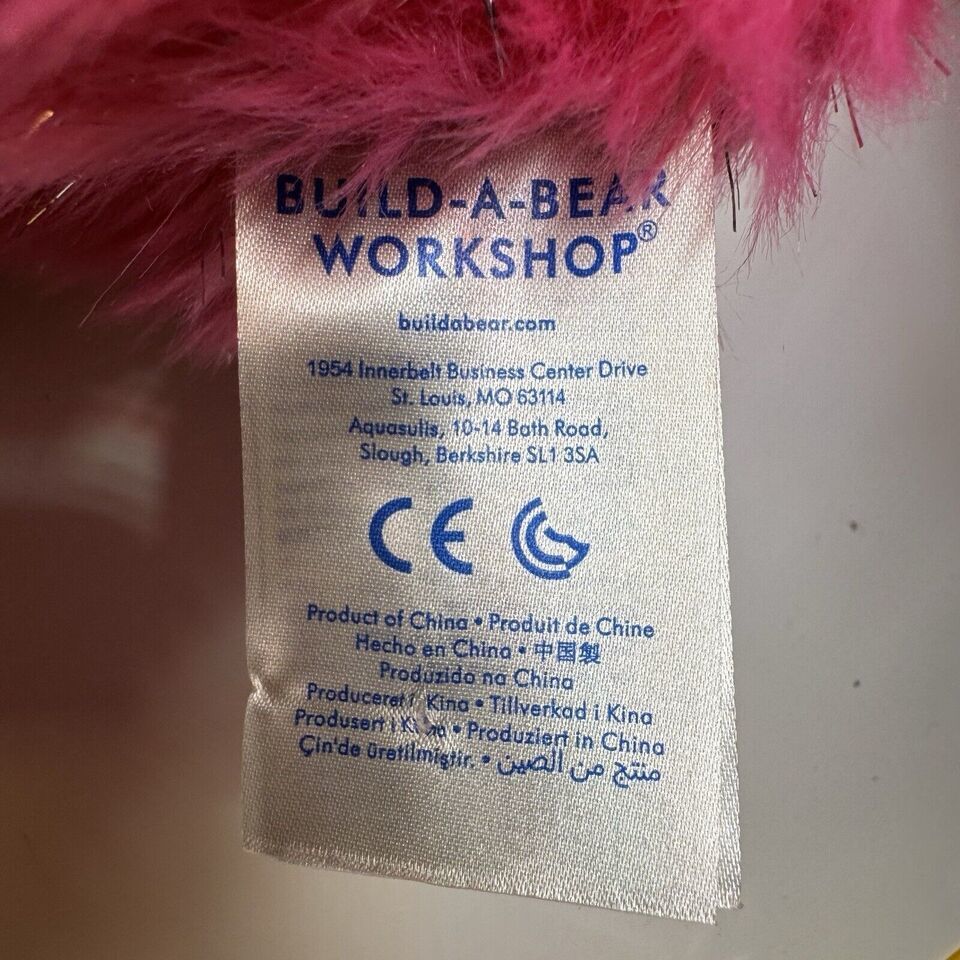 BUILD-A-BEAR
WORKSHOP®
buildabear.com
1954 Innerbelt Business Center Drive
St. Louis, MO 63114
Aquasulis, 10-14 Bath Road,
Slough, Berkshire SL1 3SA
CE
Product of China • Produit de Chine
Hecho en China • 中国製
Produzido na China
Produceret i Kina • Tillverkad i Kina
Produsert i Kina • Produziert in China
Çin'de üretilmiştir. • منتج من الصين